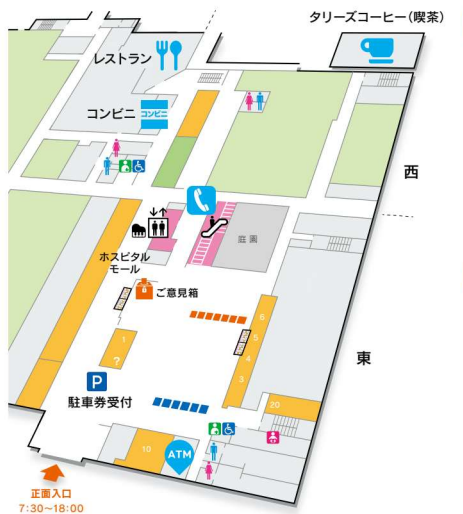 タリーズコーヒー(喫茶)
レストラン
コンビニ
コンビニ
西
庭園
ホスピタル
モール
ご意見箱
6
5
4
3
1
?
東
P
駐車券受付
20
10
ATM
正面入口
7:30~18:00